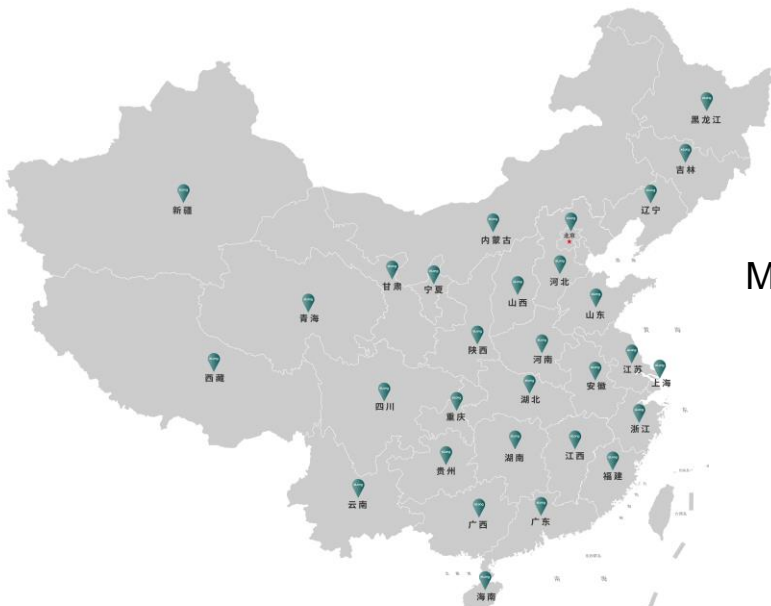 黑龙江
吉林
辽宁
新疆
内蒙古
北京
M
甘肃
宁夏
河北
山西
山东
青海
陕西
河南
江苏
安徽
上海
西藏
四川
重庆
湖北
浙江
湖南
江西
贵州
福建
云南
广西
广东
海南